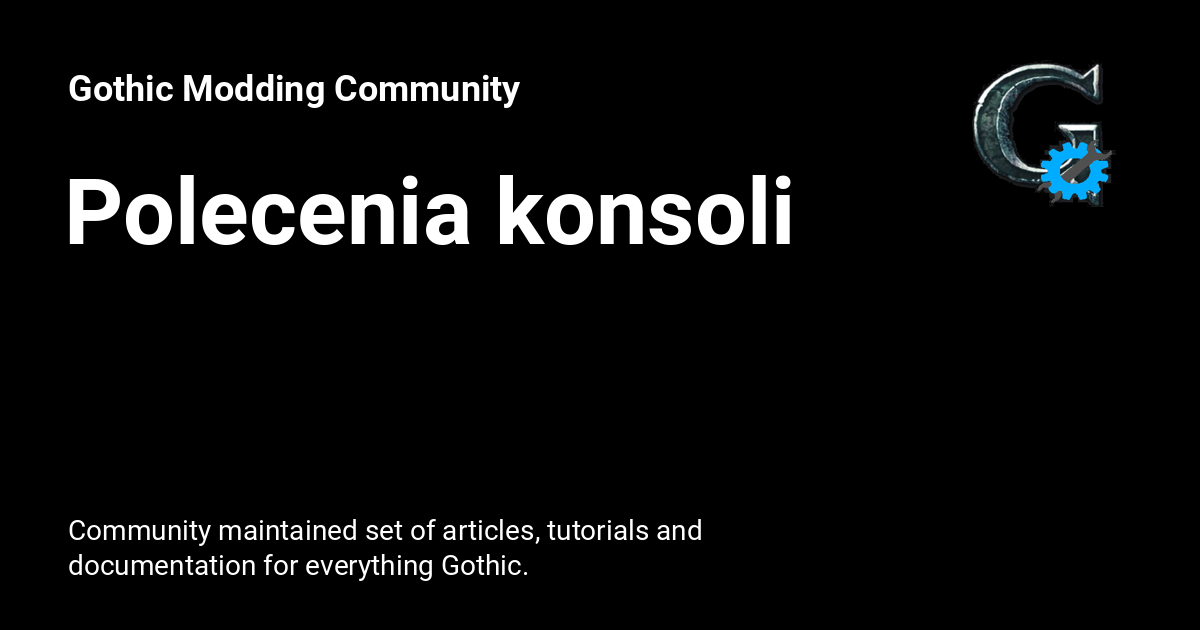 Gothic Modding Community
Polecenia konsoli
Community maintained set of articles, tutorials and
documentation for everything Gothic.